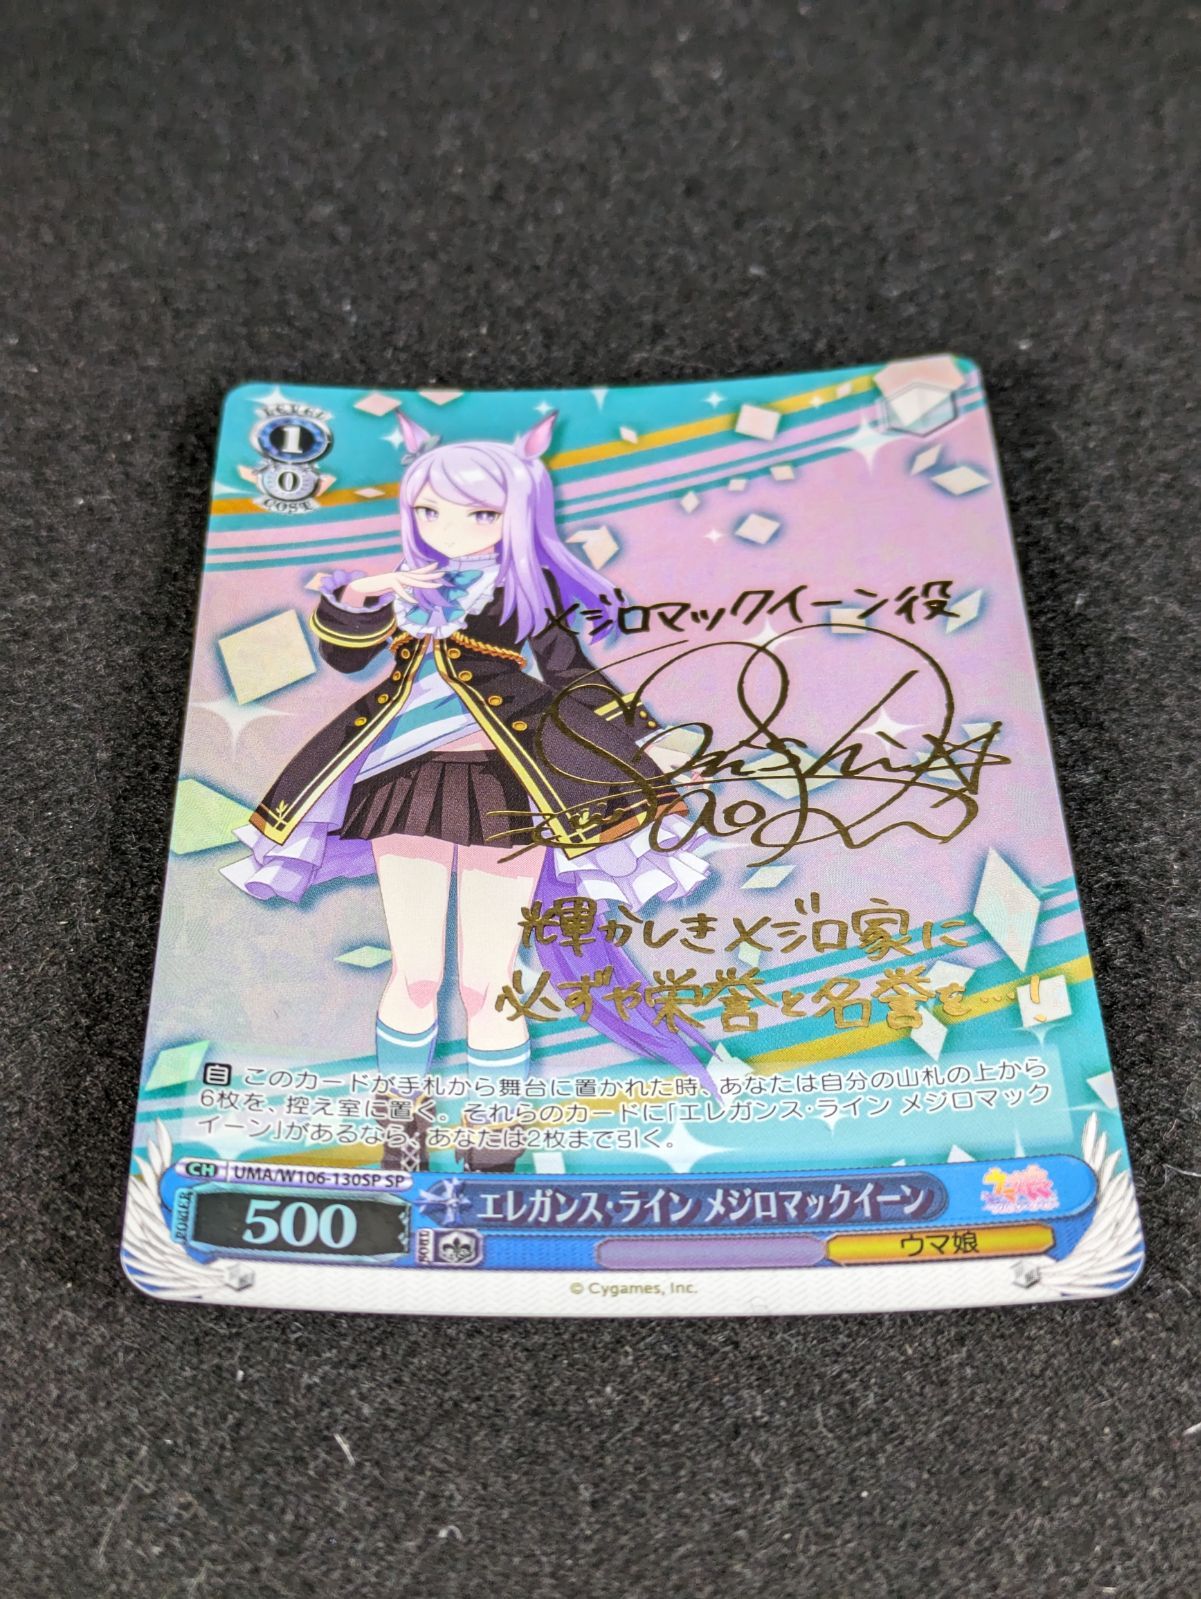 LEVEL
1
0
COST
メジロマックイーン役
輝かしきメジロ家に
必ずや栄誉と名誉を…!
自 このカードが手札から舞台に置かれた時、あなたは自分の山札の上から
6枚を、控え室に置く。それらのカードに「エレガンス・ライン メジロマック
イーン」があるなら、あなたは2枚まで引く。
CH UMA/W106-130SP SP
POWER 500 SOUL エレガンス・ライン メジロマックイーン
ウマ娘
© Cygames, Inc.